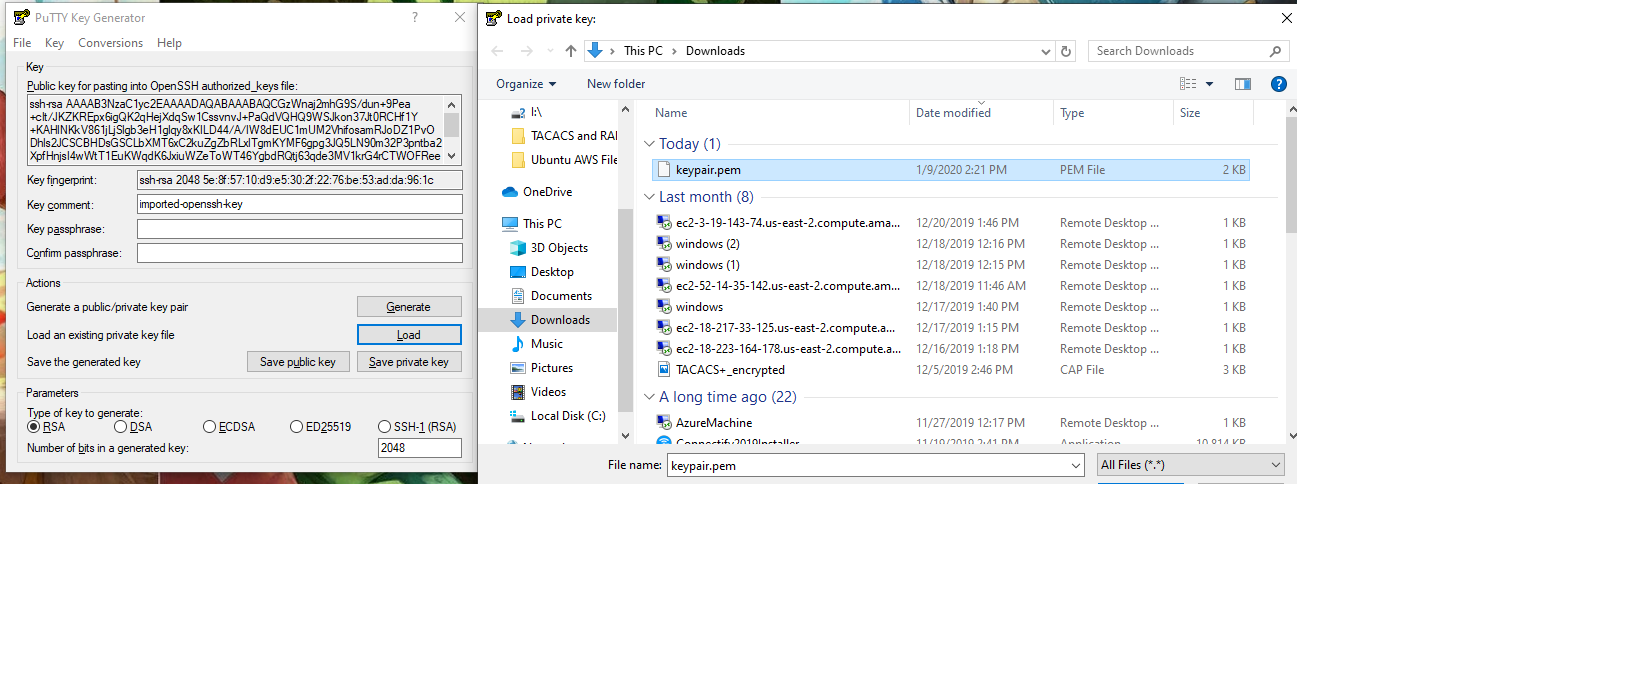 PuTTY Key Generator
?
File Key Conversions Help
Key
Public key for pasting into OpenSSH authorized_keys file:
ssh-rsa AAAAB3NzaC1yc2EAAAADAQABAAABAQCGzWnaj2mhG9S/dun+9Pea
+clt/JKZKREpx6igQK2qHejXdqSw1CssvnvJ+PaQdVQHQ9WSJkon37Jt0RCHf1Y
+KAHlNKkV861jLjSlgb3eH1glqy8xKILD44/A/IW8dEUC1mUM2VhifosamRJoDZ1PvO
Dhls2JCSCBHDsGSCLbXMT6xC2kuZgZbRLxlTgmKYMF6gpg3JQ5LN90m32P3pntba2
XpfHnjsI4wWtT1EuKWqdK6JxiuWZeToWT46YgbdRQtj63qde3MV1krG4rCTWOFRee
Key fingerprint: ssh-rsa 2048 5e:8f:57:10:d9:e5:30:2f:22:76:be:53:ad:da:96:1c
Key comment: imported-openssh-key
Key passphrase:
Confirm passphrase:
Actions
Generate a public/private key pair Generate
Load an existing private key file Load
Save the generated key Save public key Save private key
Parameters
Type of key to generate:
RSA DSA ECDSA ED25519 SSH-1 (RSA)
Number of bits in a generated key: 2048
Load private key:
This PC > Downloads
Search Downloads
Organize New folder
?
I:\
TACACS and RA
Ubuntu AWS File
OneDrive
This PC
3D Objects
Desktop
Documents
Downloads
Music
Pictures
Videos
Local Disk (C:)
Name Date modified Type Size
Today (1)
keypair.pem 1/9/2020 2:21 PM PEM File 2 KB
Last month (8)
ec2-3-19-143-74.us-east-2.compute.ama... 12/20/2019 1:46 PM Remote Desktop ... 1 KB
windows (2) 12/18/2019 12:16 PM Remote Desktop ... 1 KB
windows (1) 12/18/2019 12:15 PM Remote Desktop ... 1 KB
ec2-52-14-35-142.us-east-2.compute.am... 12/18/2019 11:46 AM Remote Desktop ... 1 KB
windows 12/17/2019 1:40 PM Remote Desktop ... 1 KB
ec2-18-217-33-125.us-east-2.compute.a... 12/17/2019 1:15 PM Remote Desktop ... 1 KB
ec2-18-223-164-178.us-east-2.compute.a... 12/16/2019 1:18 PM Remote Desktop ... 1 KB
TACACS+_encrypted 12/5/2019 2:46 PM CAP File 3 KB
A long time ago (22)
AzureMachine 11/27/2019 12:17 PM Remote Desktop ... 1 KB
Connectify2019Installer 11/19/2019 2:41 PM Application 10,814 KB
File name: keypair.pem All Files (*.*)